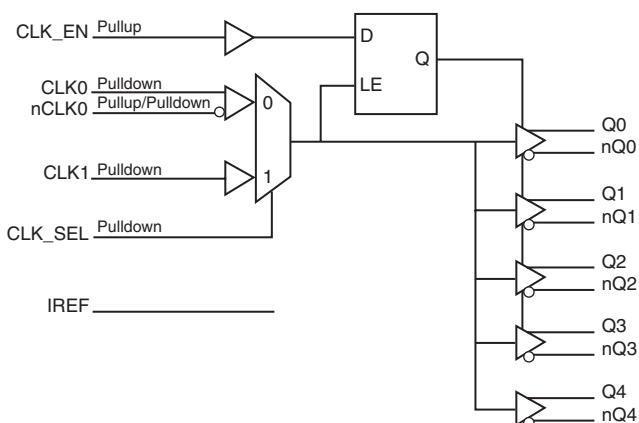 CLK_EN Pullup
D
Q
LE
CLK0 Pulldown
nCLK0 Pullup/Pulldown
0
CLK1 Pulldown
1
CLK_SEL Pulldown
IREF
Q0
nQ0
Q1
nQ1
Q2
nQ2
Q3
nQ3
Q4
nQ4